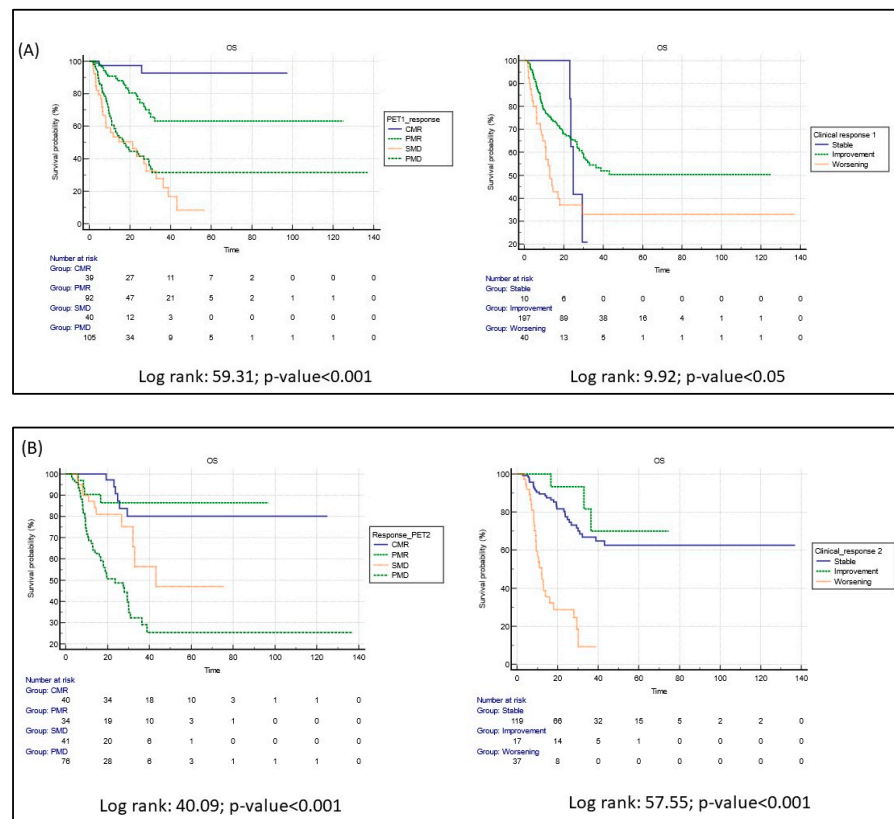 (A)
OS
Survival probability (%)
100
90
80
70
60
50
40
30
20
10
0
0 20 40 60 80 100 120 140
Time
PET1_response
CMR
PMR
SMD
PMD
Number at risk
Group: CMR
39 27 11 7 2 0 0 0
Group: PMR
92 47 21 5 2 1 1 0
Group: SMD
40 12 3 0 0 0 0 0
Group: PMD
105 34 9 5 1 1 1 0
Log rank: 59.31; p-value<0.001
OS
Survival probability (%)
100
90
80
70
60
50
40
30
20
0 20 40 60 80 100 120 140
Time
Clinical response 1
Stable
Improvement
Worsening
Number at risk
Group: Stable
10 6 0 0 0 0 0 0
Group: Improvement
197 89 38 16 4 1 1 0
Group: Worsening
40 13 5 1 1 1 1 0
Log rank: 9.92; p-value<0.05
(B)
OS
Survival probability (%)
100
90
80
70
60
50
40
30
20
0 20 40 60 80 100 120 140
Time
Response_PET2
CMR
PMR
SMD
PMD
Number at risk
Group: CMR
40 34 18 10 3 1 1 0
Group: PMR
34 19 10 3 1 0 0 0
Group: SMD
41 20 6 1 0 0 0 0
Group: PMD
76 28 6 3 1 1 1 0
Log rank: 40.09; p-value<0.001
OS
Survival probability (%)
100
80
60
40
20
0
0 20 40 60 80 100 120 140
Time
Clinical_response 2
Stable
Improvement
Worsening
Number at risk
Group: Stable
119 66 32 15 5 2 2 0
Group: Improvement
17 14 5 1 0 0 0 0
Group: Worsening
37 8 0 0 0 0 0 0
Log rank: 57.55; p-value<0.001